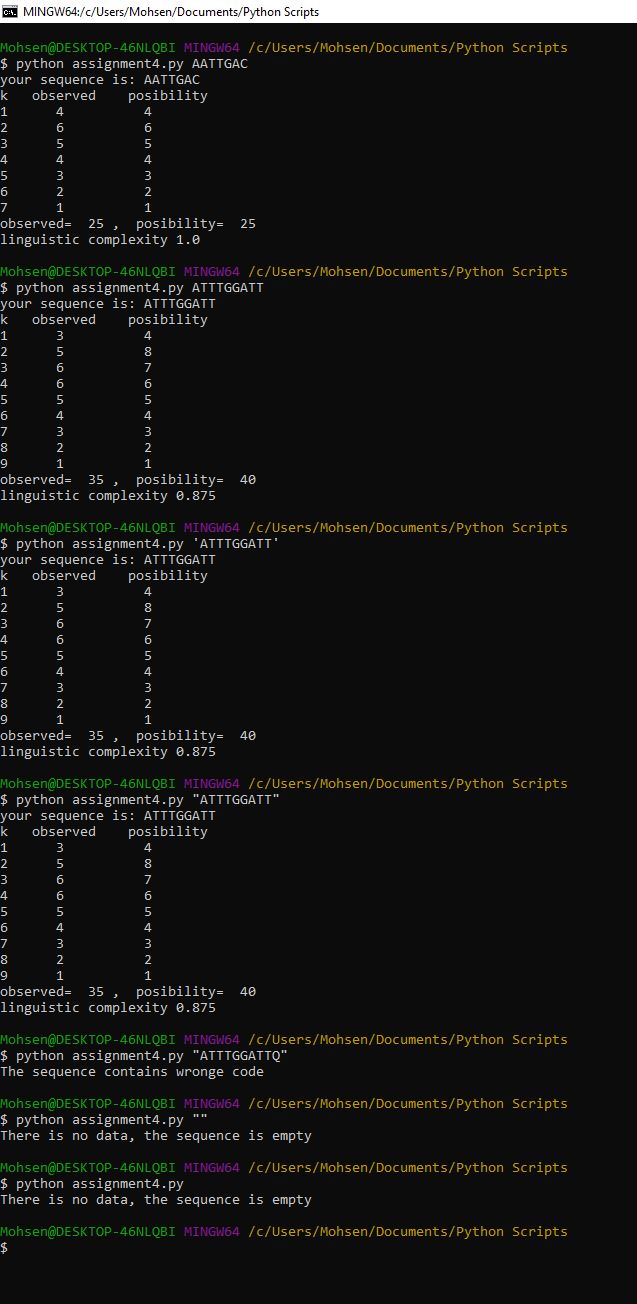 MINGW64:/c/Users/Mohsen/Documents/Python Scripts
Mohsen@DESKTOP-46NLQBI MINGW64 /c/Users/Mohsen/Documents/Python Scripts
$ python assignment4.py AATTGAC
your sequence is: AATTGAC
k   observed    posibility
1      4          4
2      6          6
3      5          5
4      4          4
5      3          3
6      2          2
7      1          1
observed=  25 ,  posibility=  25
linguistic complexity 1.0
Mohsen@DESKTOP-46NLQBI MINGW64 /c/Users/Mohsen/Documents/Python Scripts
$ python assignment4.py ATTTGGATT
your sequence is: ATTTGGATT
k   observed    posibility
1      3          4
2      5          8
3      6          7
4      6          6
5      5          5
6      4          4
7      3          3
8      2          2
9      1          1
observed=  35 ,  posibility=  40
linguistic complexity 0.875
Mohsen@DESKTOP-46NLQBI MINGW64 /c/Users/Mohsen/Documents/Python Scripts
$ python assignment4.py 'ATTTGGATT'
your sequence is: ATTTGGATT
k   observed    posibility
1      3          4
2      5          8
3      6          7
4      6          6
5      5          5
6      4          4
7      3          3
8      2          2
9      1          1
observed=  35 ,  posibility=  40
linguistic complexity 0.875
Mohsen@DESKTOP-46NLQBI MINGW64 /c/Users/Mohsen/Documents/Python Scripts
$ python assignment4.py "ATTTGGATT"
your sequence is: ATTTGGATT
k   observed    posibility
1      3          4
2      5          8
3      6          7
4      6          6
5      5          5
6      4          4
7      3          3
8      2          2
9      1          1
observed=  35 ,  posibility=  40
linguistic complexity 0.875
Mohsen@DESKTOP-46NLQBI MINGW64 /c/Users/Mohsen/Documents/Python Scripts
$ python assignment4.py "ATTTGGATTQ"
The sequence contains wronge code
Mohsen@DESKTOP-46NLQBI MINGW64 /c/Users/Mohsen/Documents/Python Scripts
$ python assignment4.py ""
There is no data, the sequence is empty
Mohsen@DESKTOP-46NLQBI MINGW64 /c/Users/Mohsen/Documents/Python Scripts
$ python assignment4.py
There is no data, the sequence is empty
Mohsen@DESKTOP-46NLQBI MINGW64 /c/Users/Mohsen/Documents/Python Scripts
$